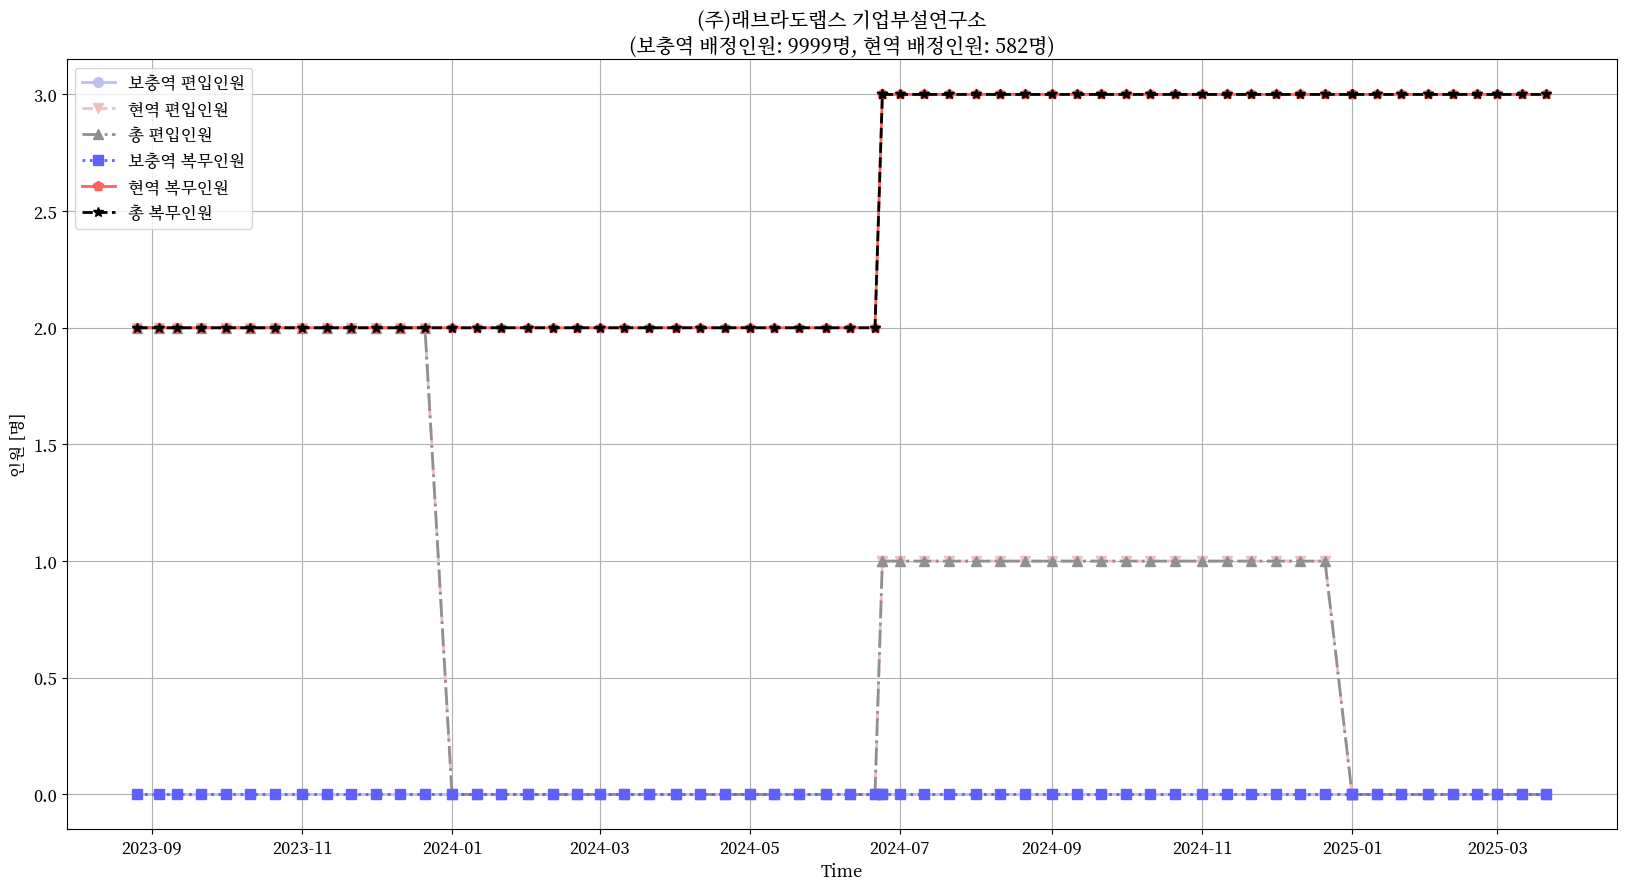 (주)래브라도랩스 기업부설연구소
(보충역 배정인원: 9999명, 현역 배정인원: 582명)
보충역 편입인원
현역 편입인원
총 편입인원
보충역 복무인원
현역 복무인원
총 복무인원
3.0
2.5
2.0
1.5
1.0
0.5
0.0
인원 [명]
2023-09 2023-11 2024-01 2024-03 2024-05 2024-07 2024-09 2024-11 2025-01 2025-03
Time